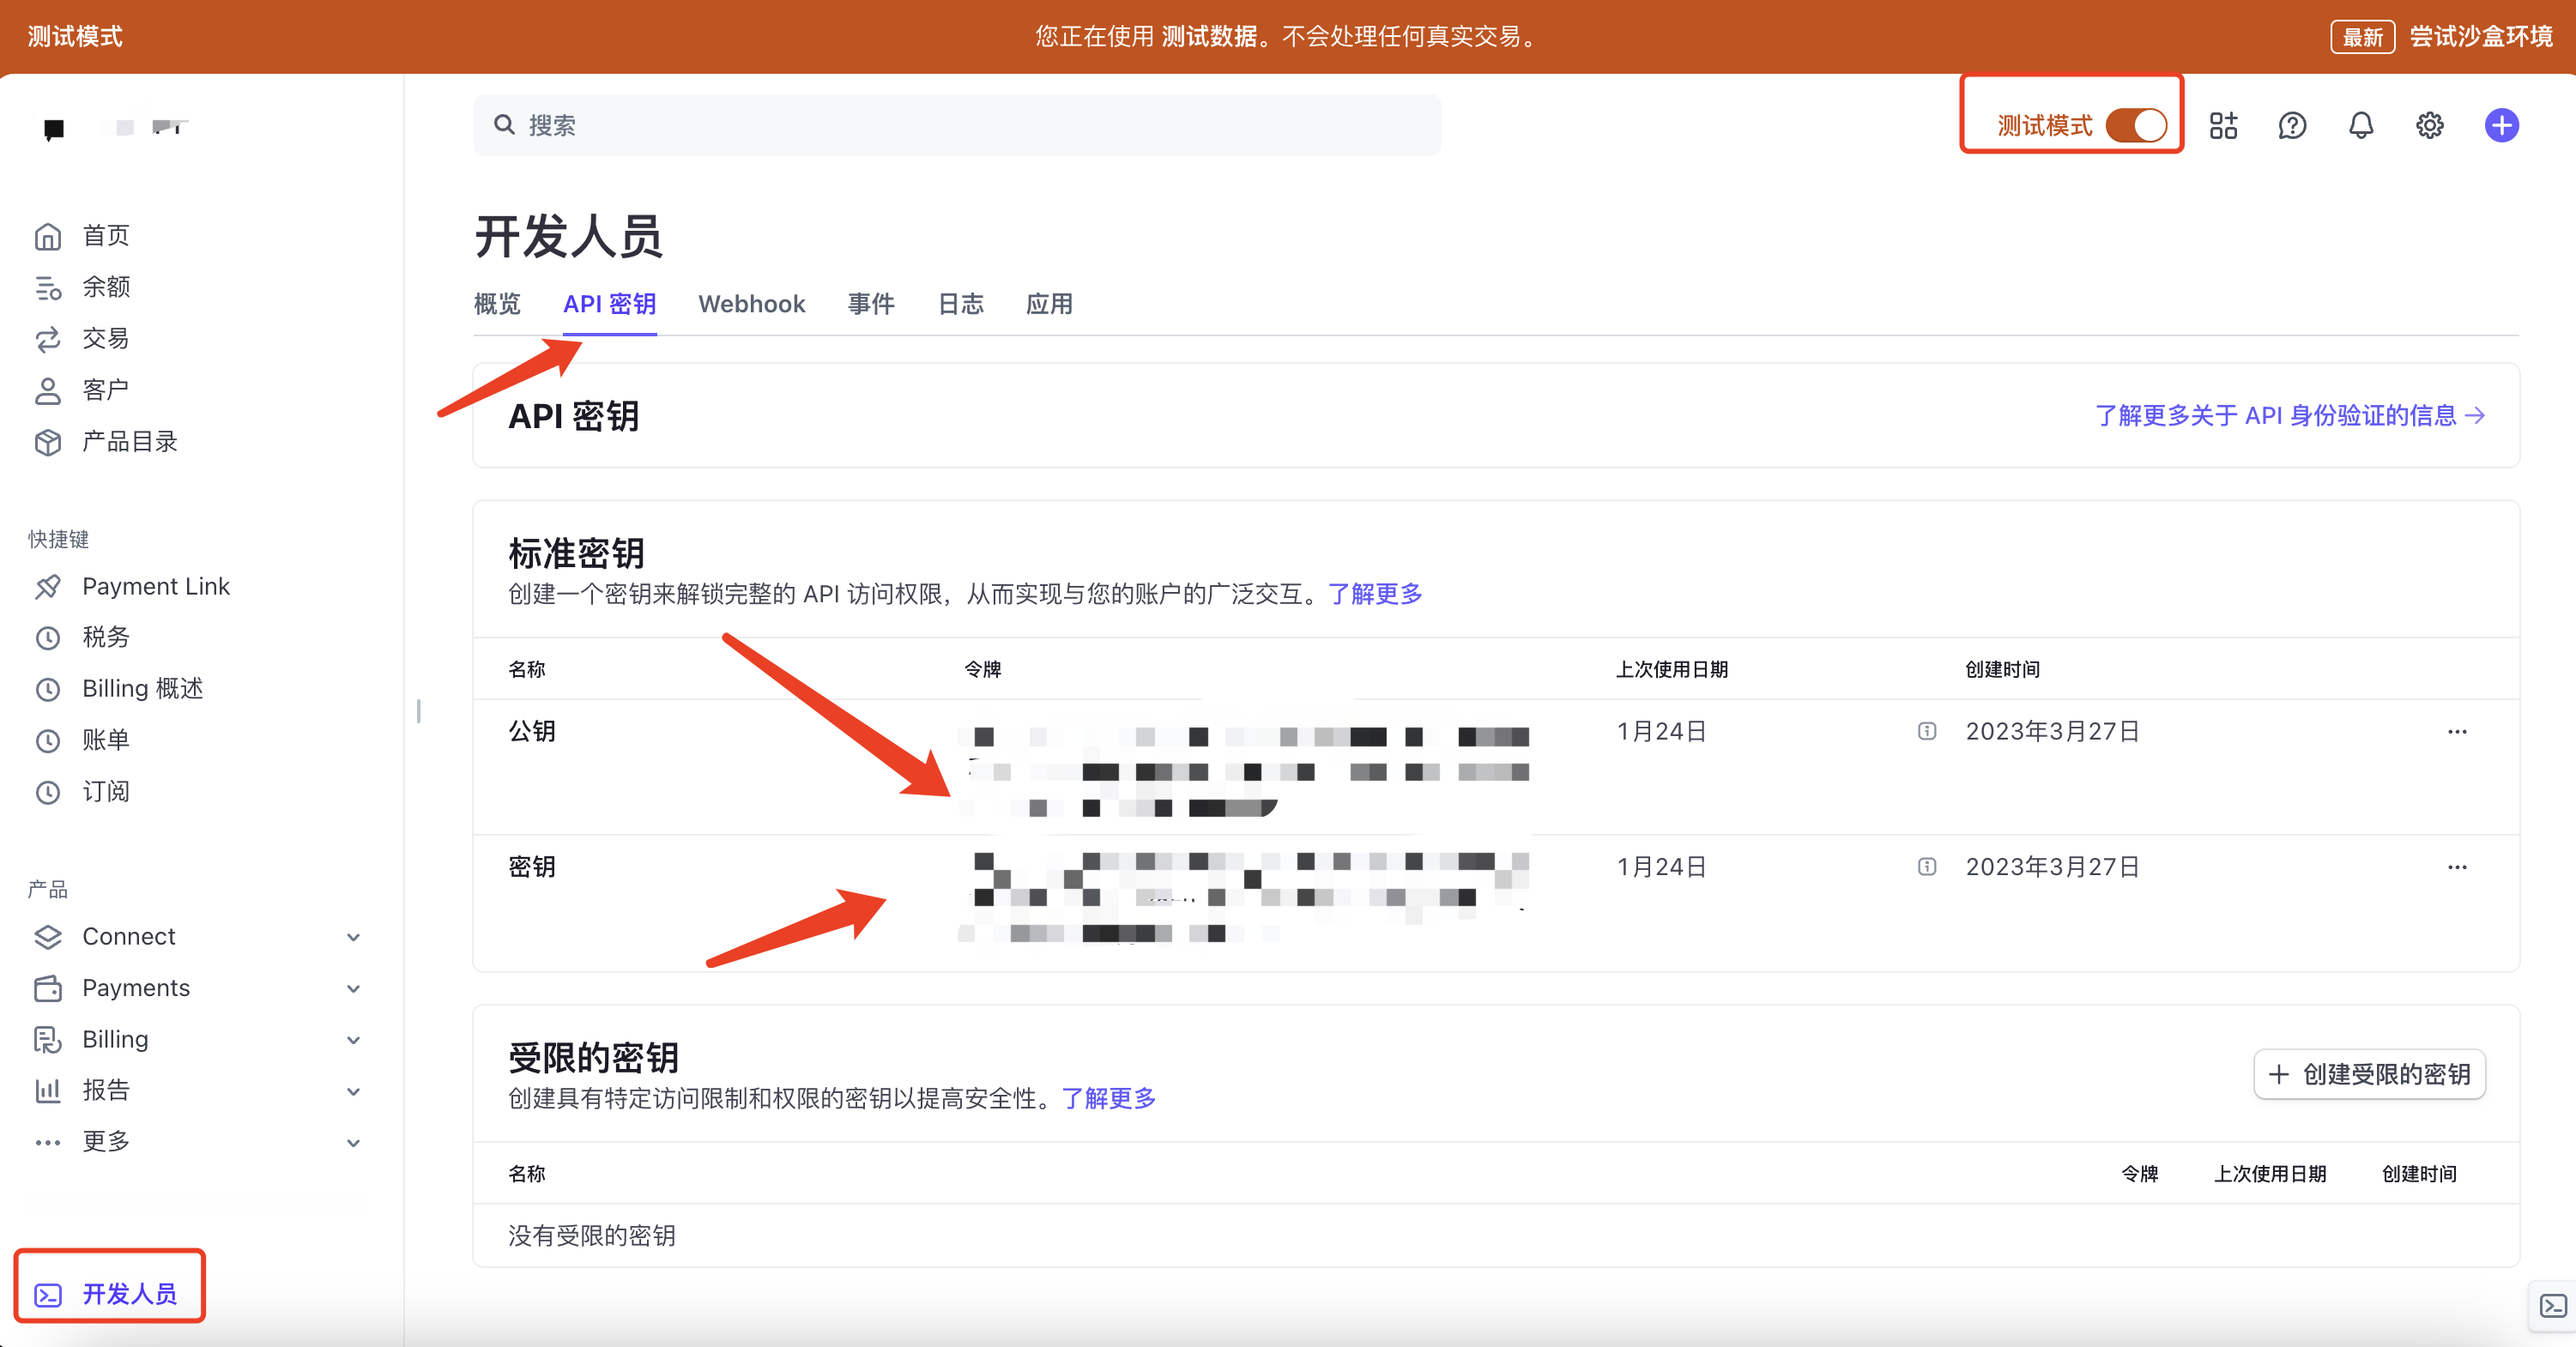 测试模式
您正在使用 测试数据。不会处理任何真实交易。
最新 尝试沙盒环境
搜索
测试模式
首页
余额
交易
客户
产品目录
快捷键
Payment Link
税务
Billing 概述
账单
订阅
产品
Connect
Payments
Billing
报告
更多
开发人员
开发人员
概览 API 密钥 Webhook 事件 日志 应用
API 密钥
了解更多关于 API 身份验证的信息
标准密钥
创建一个密钥来解锁完整的 API 访问权限，从而实现与您的账户的广泛交互。了解更多
名称 令牌 上次使用日期 创建时间
公钥 1月24日 2023年3月27日
密钥 1月24日 2023年3月27日
受限的密钥
创建具有特定访问限制和权限的密钥以提高安全性。了解更多
创建受限的密钥
名称 令牌 上次使用日期 创建时间
没有受限的密钥